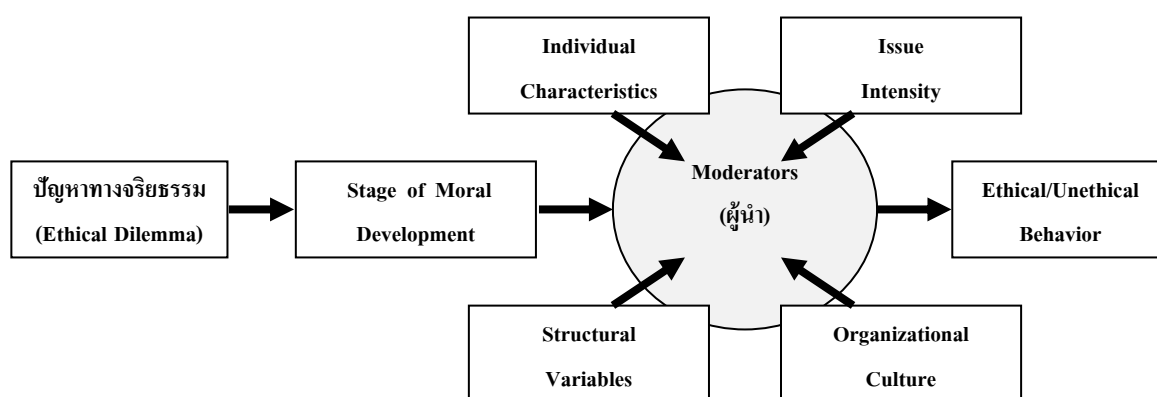 Individual
Characteristics
Issue
Intensity
ปัญหาทางจริยธรรม
(Ethical Dilemma)
Stage of Moral
Development
Moderators
(ผู้นำ)
Ethical/Unethical
Behavior
Structural
Variables
Organizational
Culture